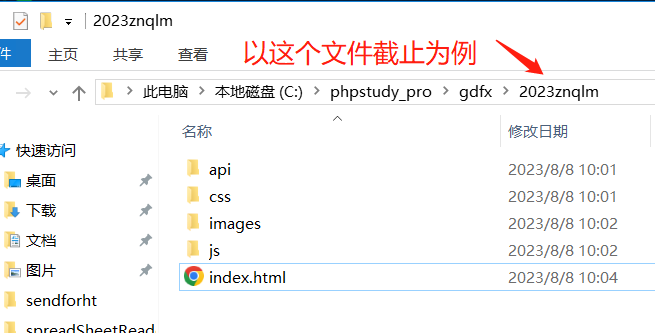 2023znqlm
件 主页 共享 查看
以这个文件截止为例
此电脑 本地磁盘 (C:) phpstudy_pro gdfx 2023znqlm
名称 修改日期
快速访问
桌面
下载
文档
图片
sendforht
spreadSheetRead
api 2023/8/8 10:01
css 2023/8/8 10:01
images 2023/8/8 10:02
js 2023/8/8 10:02
index.html 2023/8/8 10:04